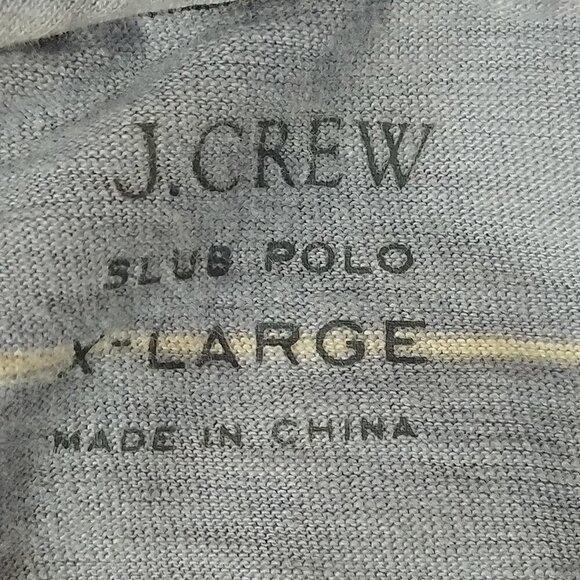 J.CREW
SLUB POLO
X-LARGE
MADE IN CHINA